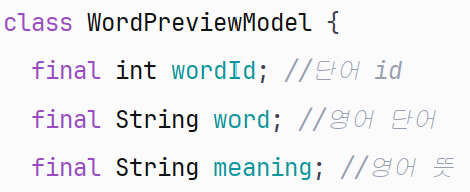 class WordPreviewModel {
final int wordId; //단어 id
final String word; //영어 단어
final String meaning; //영어 뜻